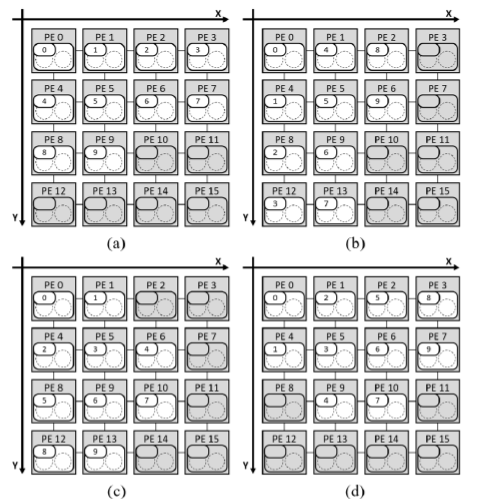 X X
PE 0 PE 1 PE 2 PE 3 PE 0 PE 1 PE 2 PE 3
0 1 2 3 0 4 8
PE 4 PE 5 PE 6 PE 7 PE 4 PE 5 PE 6 PE 7
4 5 6 7 1 5 9
PE 8 PE 9 PE 10 PE 11 PE 8 PE 9 PE 10 PE 11
8 9 2 6
PE 12 PE 13 PE 14 PE 15 PE 12 PE 13 PE 14 PE 15
3 7
Y Y
(a) (b)
X X
PE 0 PE 1 PE 2 PE 3 PE 0 PE 1 PE 2 PE 3
0 1 0 2 5 8
PE 4 PE 5 PE 6 PE 7 PE 4 PE 5 PE 6 PE 7
2 3 4 1 3 6 9
PE 8 PE 9 PE 10 PE 11 PE 8 PE 9 PE 10 PE 11
5 6 7 4 7
PE 12 PE 13 PE 14 PE 15 PE 12 PE 13 PE 14 PE 15
8 9
Y Y
(c) (d)